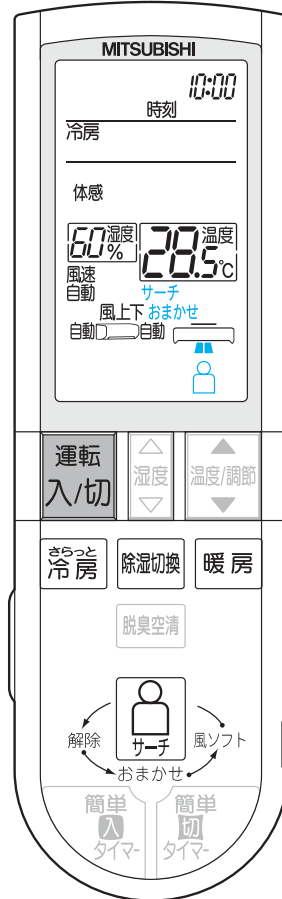 MITSUBISHI
10:00
時刻
冷房
体感
60% 湿度 28.5℃ 温度
風速
自動 サーチ
風上下 おまかせ
自動 自動
運転
入/切
△ 湿度 ▽
▲ 温度/調節 ▼
さらっと
冷房 除湿切換 暖房
脱臭空清
解除 サーチ 風ソフト
おまかせ
簡単 簡単
入 切
タイマー タイマー